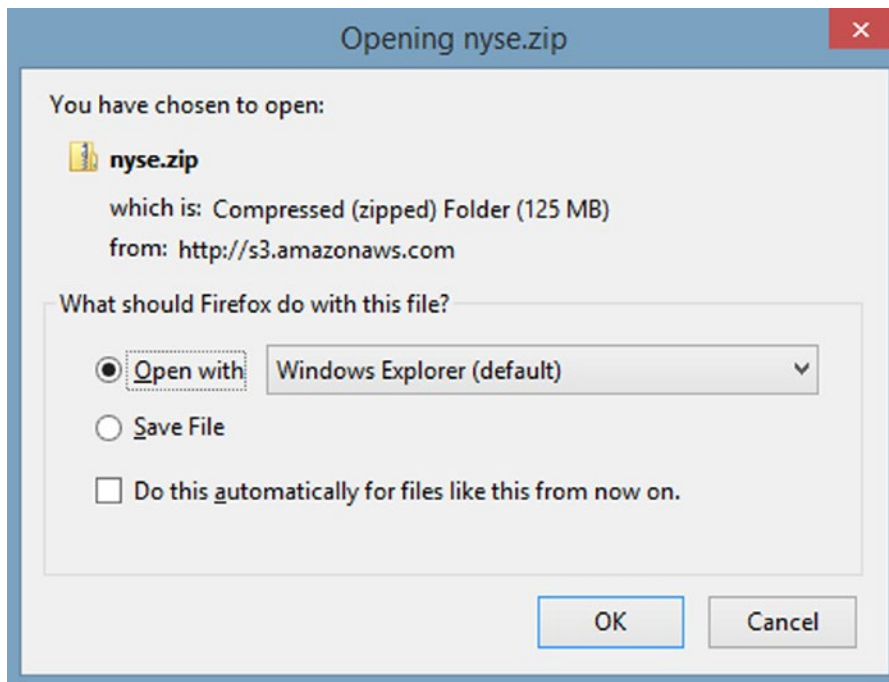 Opening nyse.zip
You have chosen to open:
nyse.zip
which is: Compressed (zipped) Folder (125 MB)
from: http://s3.amazonaws.com
What should Firefox do with this file?
Open with Windows Explorer (default)
Save File
Do this automatically for files like this from now on.
OK Cancel